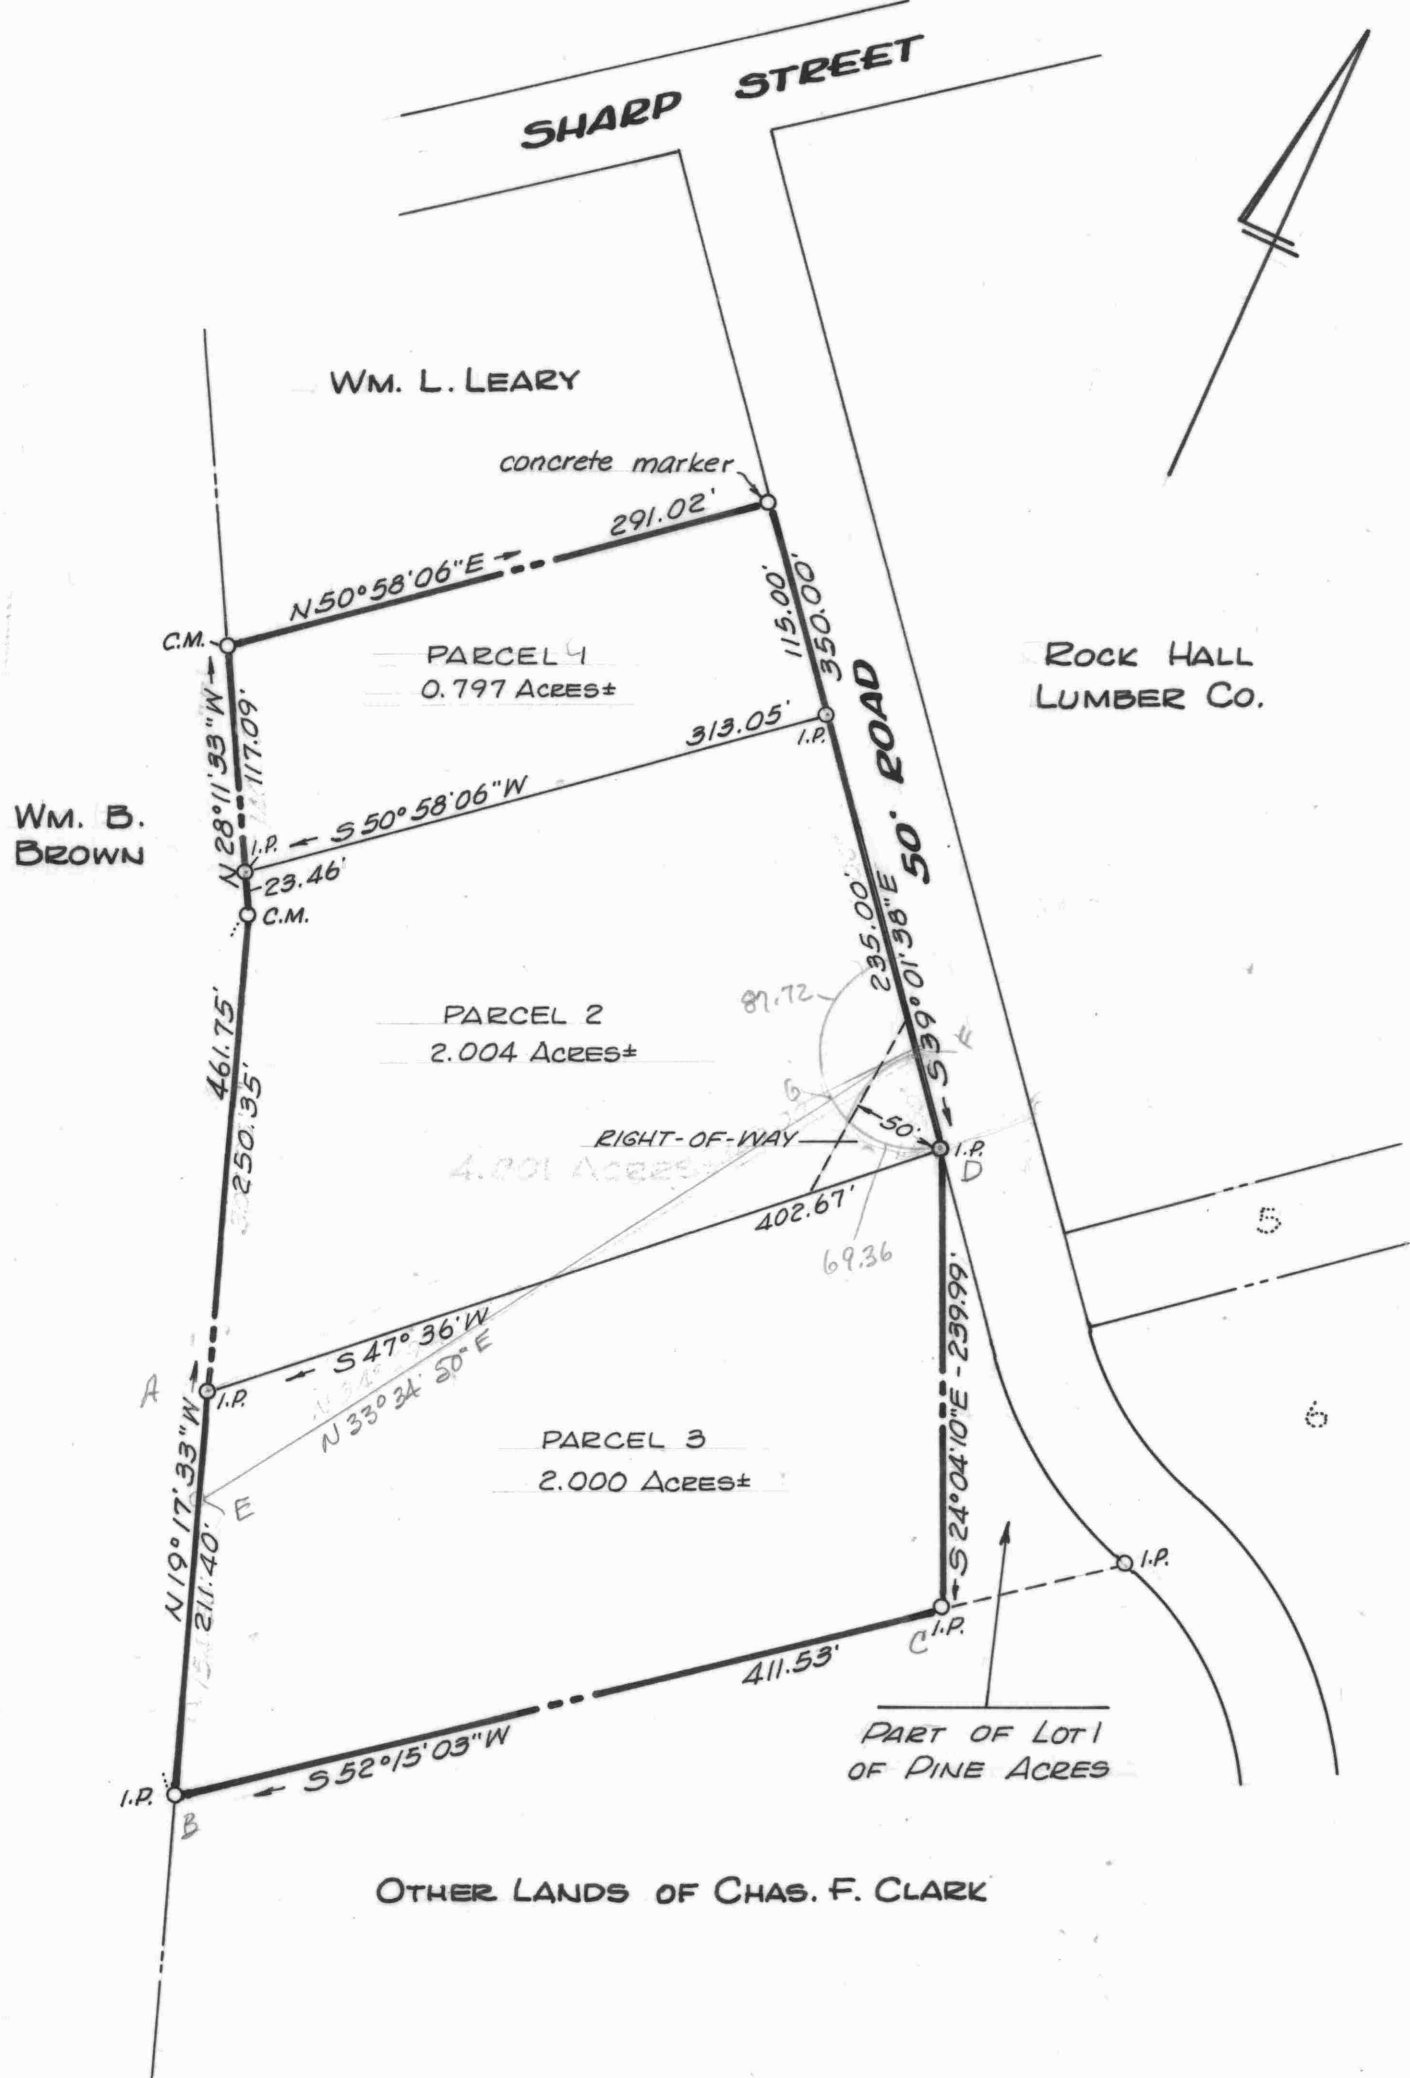 SHARP STREET
WM. L. LEARY
concrete marker
291.02'
N 50° 58' 06" E
C.M.
PARCEL 4
0.797 ACRES±
115.00'
350.00'
ROCK HALL
LUMBER CO.
N 28° 11' 33" W
117.09'
313.05'
I.P.
50' ROAD
S 50° 58' 06" W
WM. B.
BROWN
I.P.
23.46'
C.M.
235.00'
S 39° 01' 38" E
461.75'
250.35'
PARCEL 2
2.004 ACRES±
87.72
F
G
50'
RIGHT-OF-WAY
I.P.
D
4.801 ACRES±
402.67'
69.36
5
S 47° 36' W
N 33° 34' 50" E
S 24° 04' 10" E - 239.99'
A
I.P.
6
N 19° 17' 33" W
211.40'
E
PARCEL 3
2.000 ACRES±
I.P.
C
I.P.
411.53'
S 52° 15' 03" W
I.P.
B
PART OF LOT 1
OF PINE ACRES
OTHER LANDS OF CHAS. F. CLARK